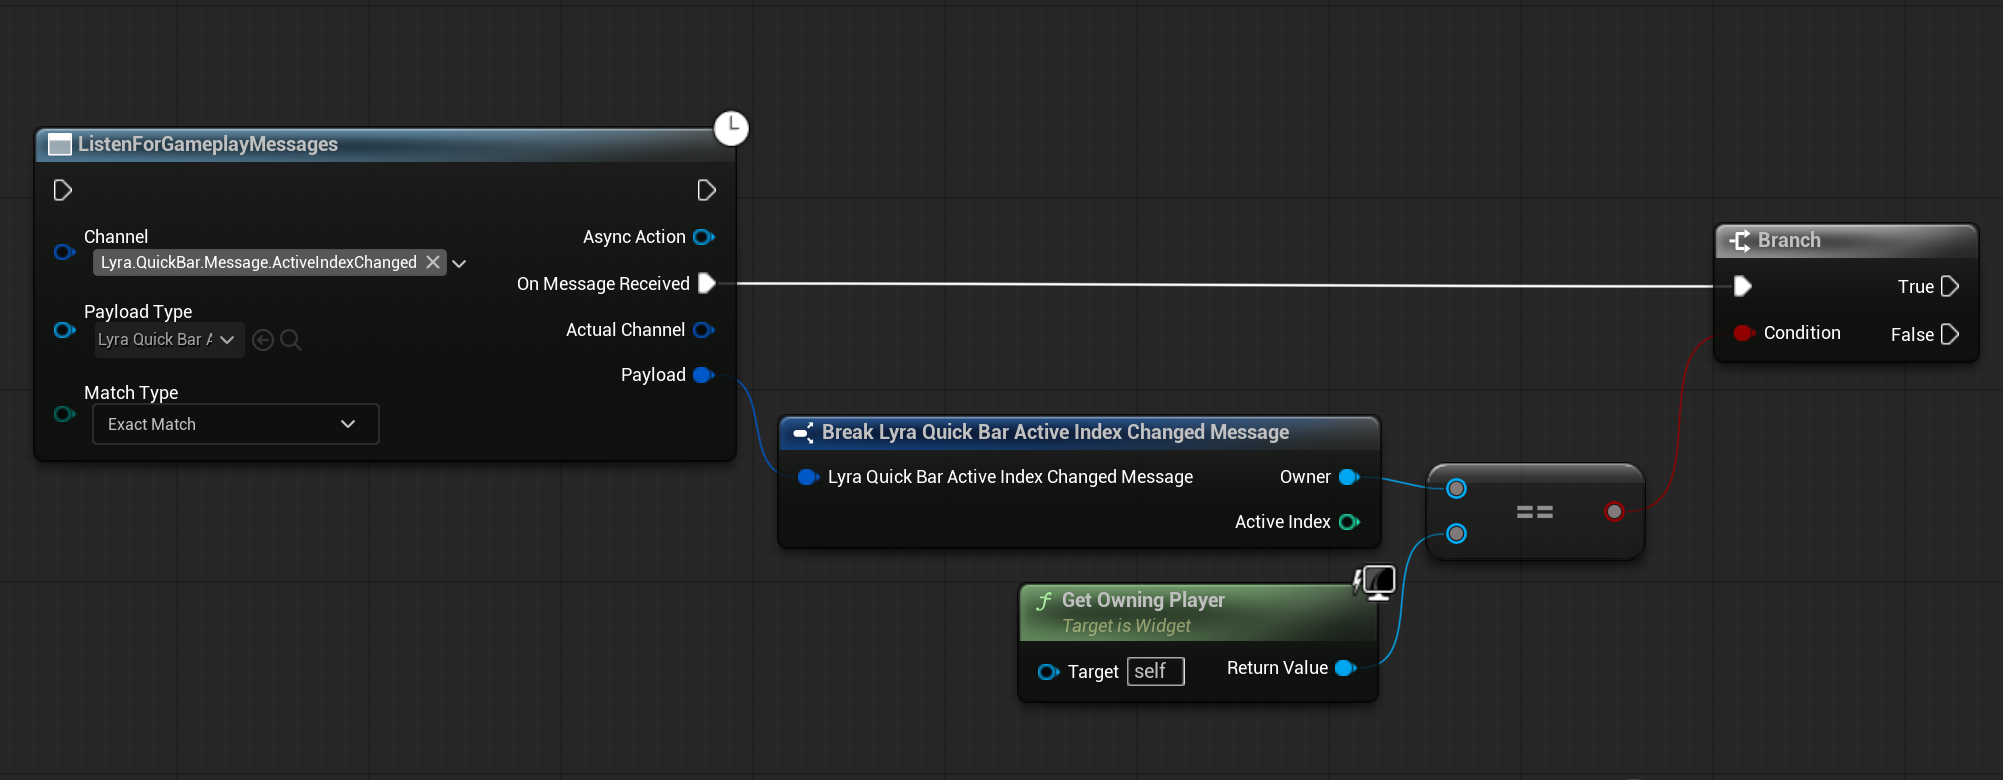 ListenForGameplayMessages
Channel
Lyra.QuickBar.Message.ActiveIndexChanged
Payload Type
Lyra Quick Bar
Match Type
Exact Match
Async Action
On Message Received
Actual Channel
Payload
Break Lyra Quick Bar Active Index Changed Message
Lyra Quick Bar Active Index Changed Message
Owner
Active Index
Get Owning Player
Target is Widget
Target self
Return Value
==
Branch
Condition
True
False